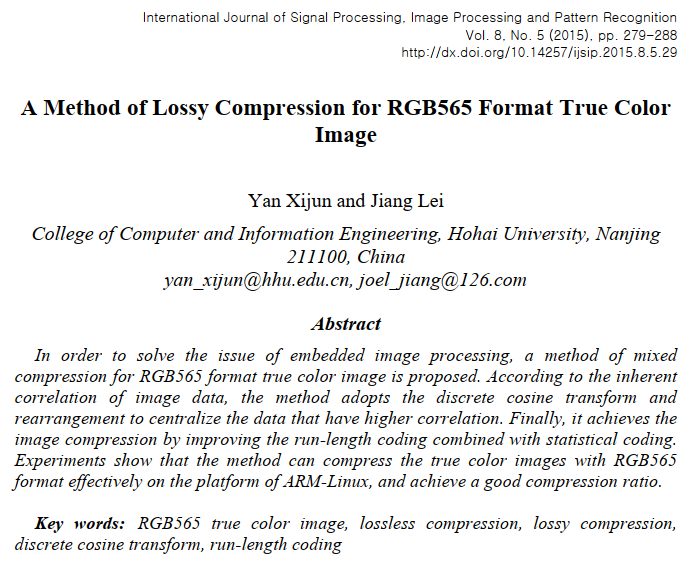 International Journal of Signal Processing, Image Processing and Pattern Recognition
Vol. 8, No. 5 (2015), pp. 279-288
http://dx.doi.org/10.14257/ijsip.2015.8.5.29
A Method of Lossy Compression for RGB565 Format True Color
Image
Yan Xijun and Jiang Lei
College of Computer and Information Engineering, Hohai University, Nanjing
211100, China
yan_xijun@hhu.edu.cn, joel_jiang@126.com
Abstract
In order to solve the issue of embedded image processing, a method of mixed
compression for RGB565 format true color image is proposed. According to the inherent
correlation of image data, the method adopts the discrete cosine transform and
rearrangement to centralize the data that have higher correlation. Finally, it achieves the
image compression by improving the run-length coding combined with statistical coding.
Experiments show that the method can compress the true color images with RGB565
format effectively on the platform of ARM-Linux, and achieve a good compression ratio.
Key words: RGB565 true color image, lossless compression, lossy compression,
discrete cosine transform, run-length coding